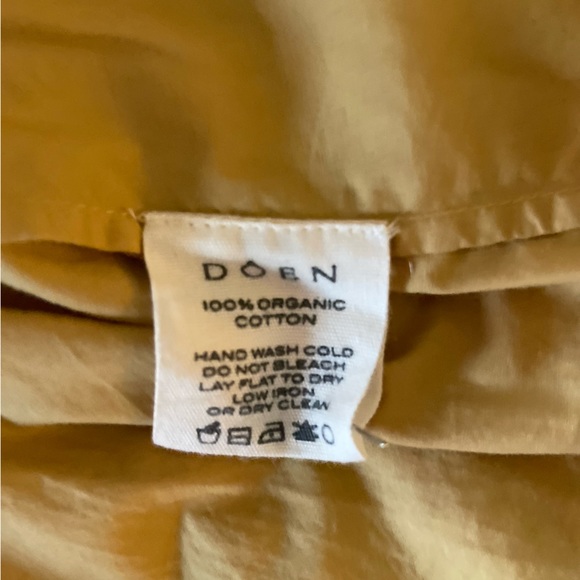 DÔEN
100% ORGANIC
COTTON
HAND WASH COLD
DO NOT BLEACH
LAY FLAT TO DRY
LOW IRON
OR DRY CLEAN